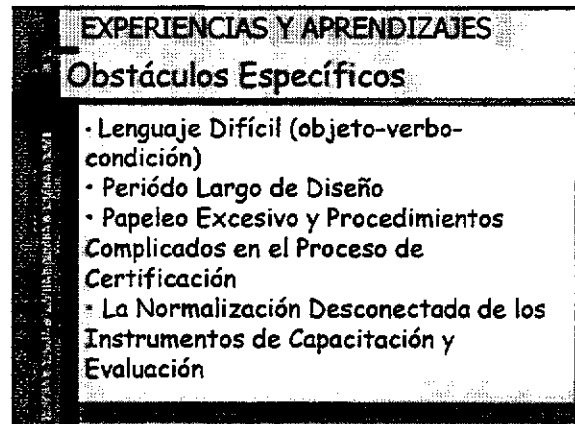 EXPERIENCIAS Y APRENDIZAJES
Obstáculos Específicos
• Lenguaje Difícil (objeto-verbo-
condición)
• Periódo Largo de Diseño
• Papeleo Excesivo y Procedimientos
Complicados en el Proceso de
Certificación
• La Normalización Desconectada de los
Instrumentos de Capacitación y
Evaluación